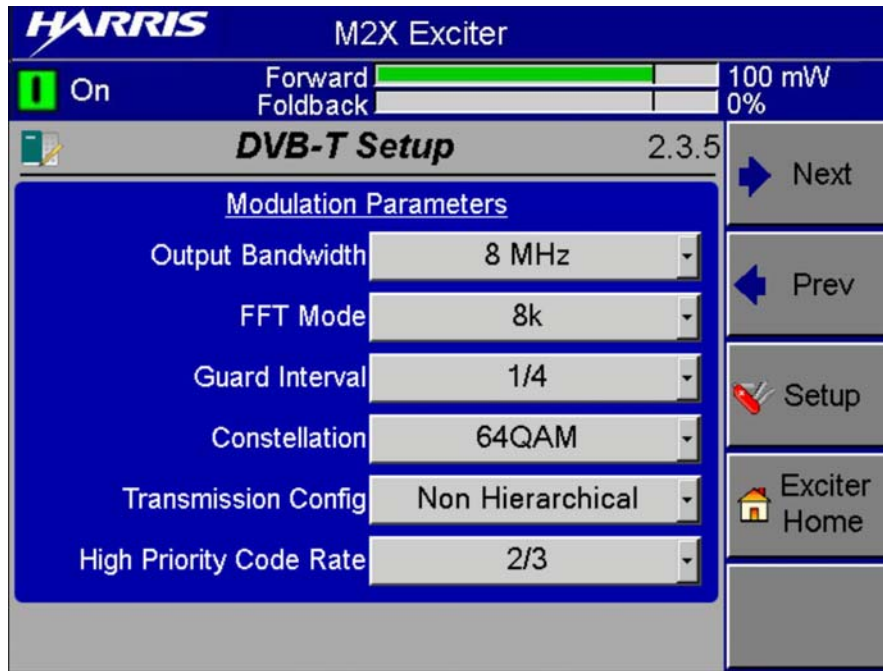 HARRIS
M2X Exciter
On
Forward
100 mW
Foldback
0%
DVB-T Setup
2.3.5
Modulation Parameters
Output Bandwidth
8 MHz
FFT Mode
8k
Guard Interval
1/4
Constellation
64QAM
Transmission Config
Non Hierarchical
High Priority Code Rate
2/3
Next
Prev
Setup
Exciter
Home